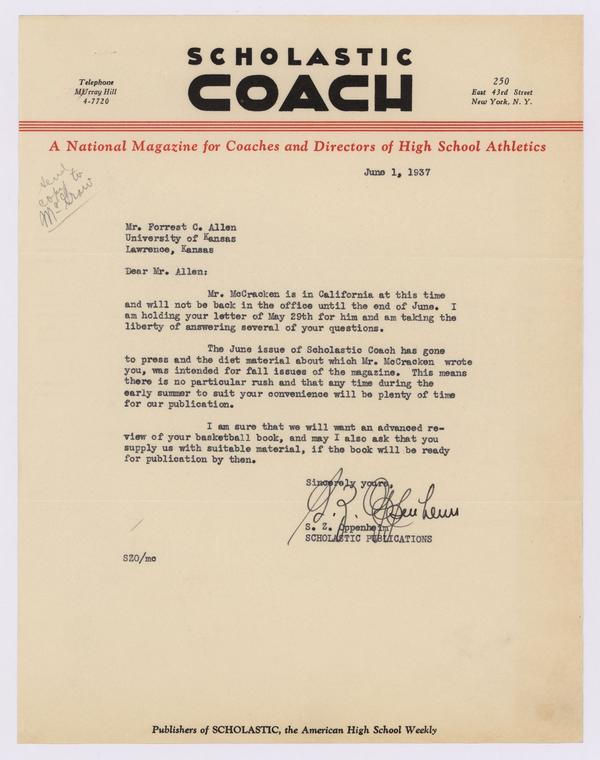 SCHOLASTIC
COACH
Telephone
MUrray Hill
4-7720
250
East 43rd Street
New York, N. Y.
A National Magazine for Coaches and Directors of High School Athletics
June 1, 1937
send
copy to
McGraw
Mr. Forrest C. Allen
University of Kansas
Lawrence, Kansas
Dear Mr. Allen:
Mr. McCracken is in California at this time
and will not be back in the office until the end of June. I
am holding your letter of May 29th for him and am taking the
liberty of answering several of your questions.
The June issue of Scholastic Coach has gone
to press and the diet material about which Mr. McCracken wrote
you, was intended for fall issues of the magazine. This means
there is no particular rush and that any time during the
early summer to suit your convenience will be plenty of time
for our publication.
I am sure that we will want an advanced re-
view of your basketball book, and may I also ask that you
supply us with suitable material, if the book will be ready
for publication by then.
Sincerely yours,
S. Z. Oppenheim
S. Z. Oppenheim
SCHOLASTIC PUBLICATIONS
SZO/mc
Publishers of SCHOLASTIC, the American High School Weekly